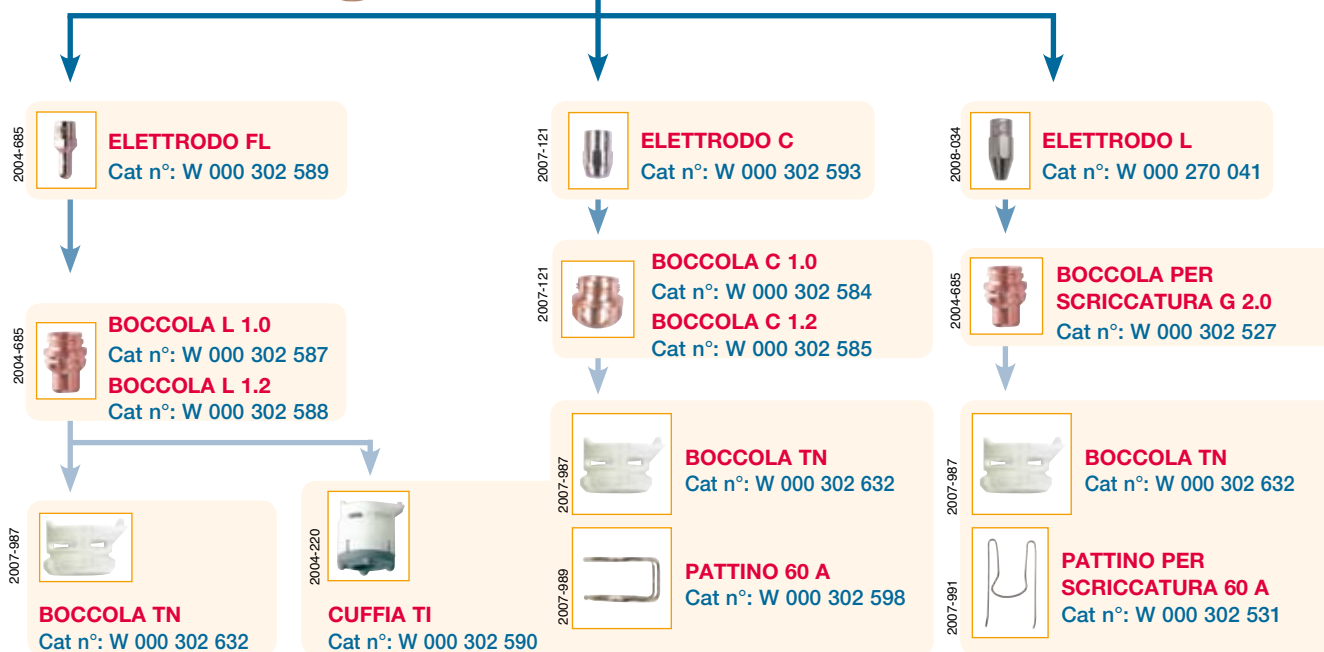 2004-685
ELETTRODO FL
Cat n°: W 000 302 589
2004-685
BOCCOLA L 1.0
Cat n°: W 000 302 587
BOCCOLA L 1.2
Cat n°: W 000 302 588
2007-987
BOCCOLA TN
Cat n°: W 000 302 632
2004-220
CUFFIA TI
Cat n°: W 000 302 590
2007-121
ELETTRODO C
Cat n°: W 000 302 593
2007-121
BOCCOLA C 1.0
Cat n°: W 000 302 584
BOCCOLA C 1.2
Cat n°: W 000 302 585
2007-987
BOCCOLA TN
Cat n°: W 000 302 632
2007-989
PATTINO 60 A
Cat n°: W 000 302 598
2008-034
ELETTRODO L
Cat n°: W 000 270 041
2004-685
BOCCOLA PER
SCRICCATURA G 2.0
Cat n°: W 000 302 527
2007-987
BOCCOLA TN
Cat n°: W 000 302 632
2007-991
PATTINO PER
SCRICCATURA 60 A
Cat n°: W 000 302 531